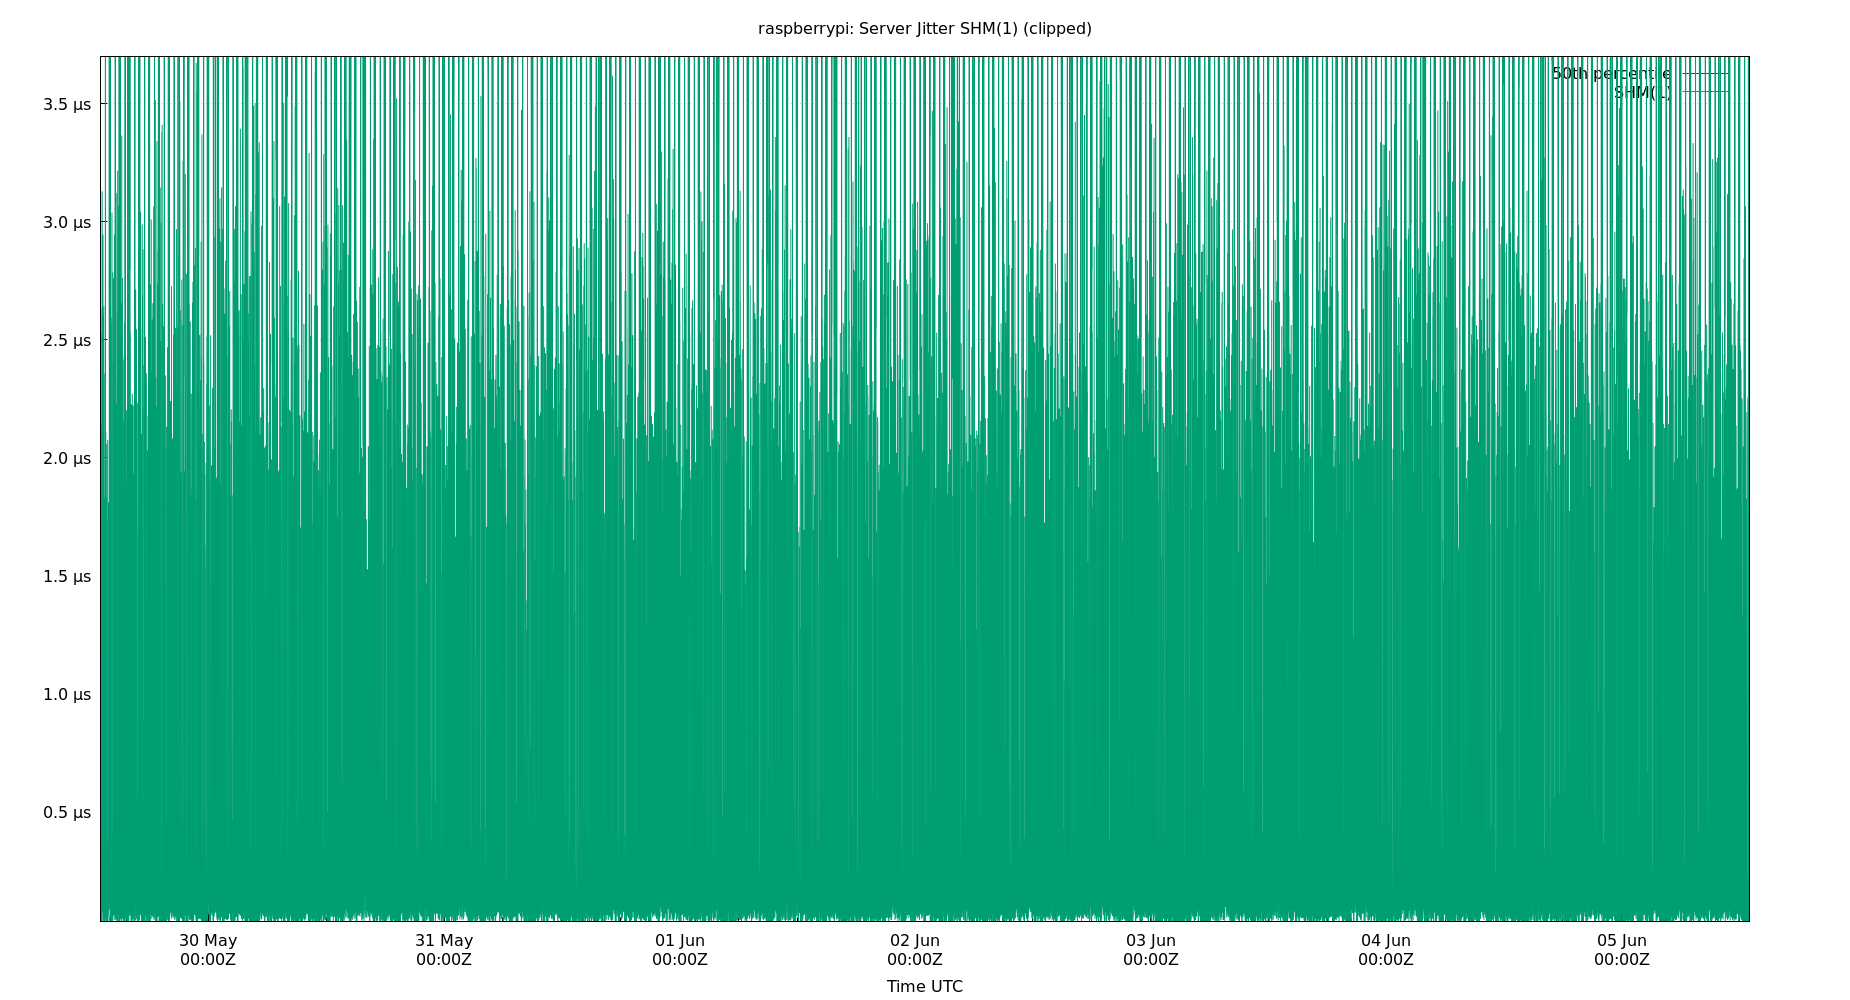 raspberrypi: Server Jitter SHM(1) (clipped)
50th percentile
SHM(1)
3.5 µs
3.0 µs
2.5 µs
2.0 µs
1.5 µs
1.0 µs
0.5 µs
30 May 31 May 01 Jun 02 Jun 03 Jun 04 Jun 05 Jun
00:00Z 00:00Z 00:00Z 00:00Z 00:00Z 00:00Z 00:00Z
Time UTC